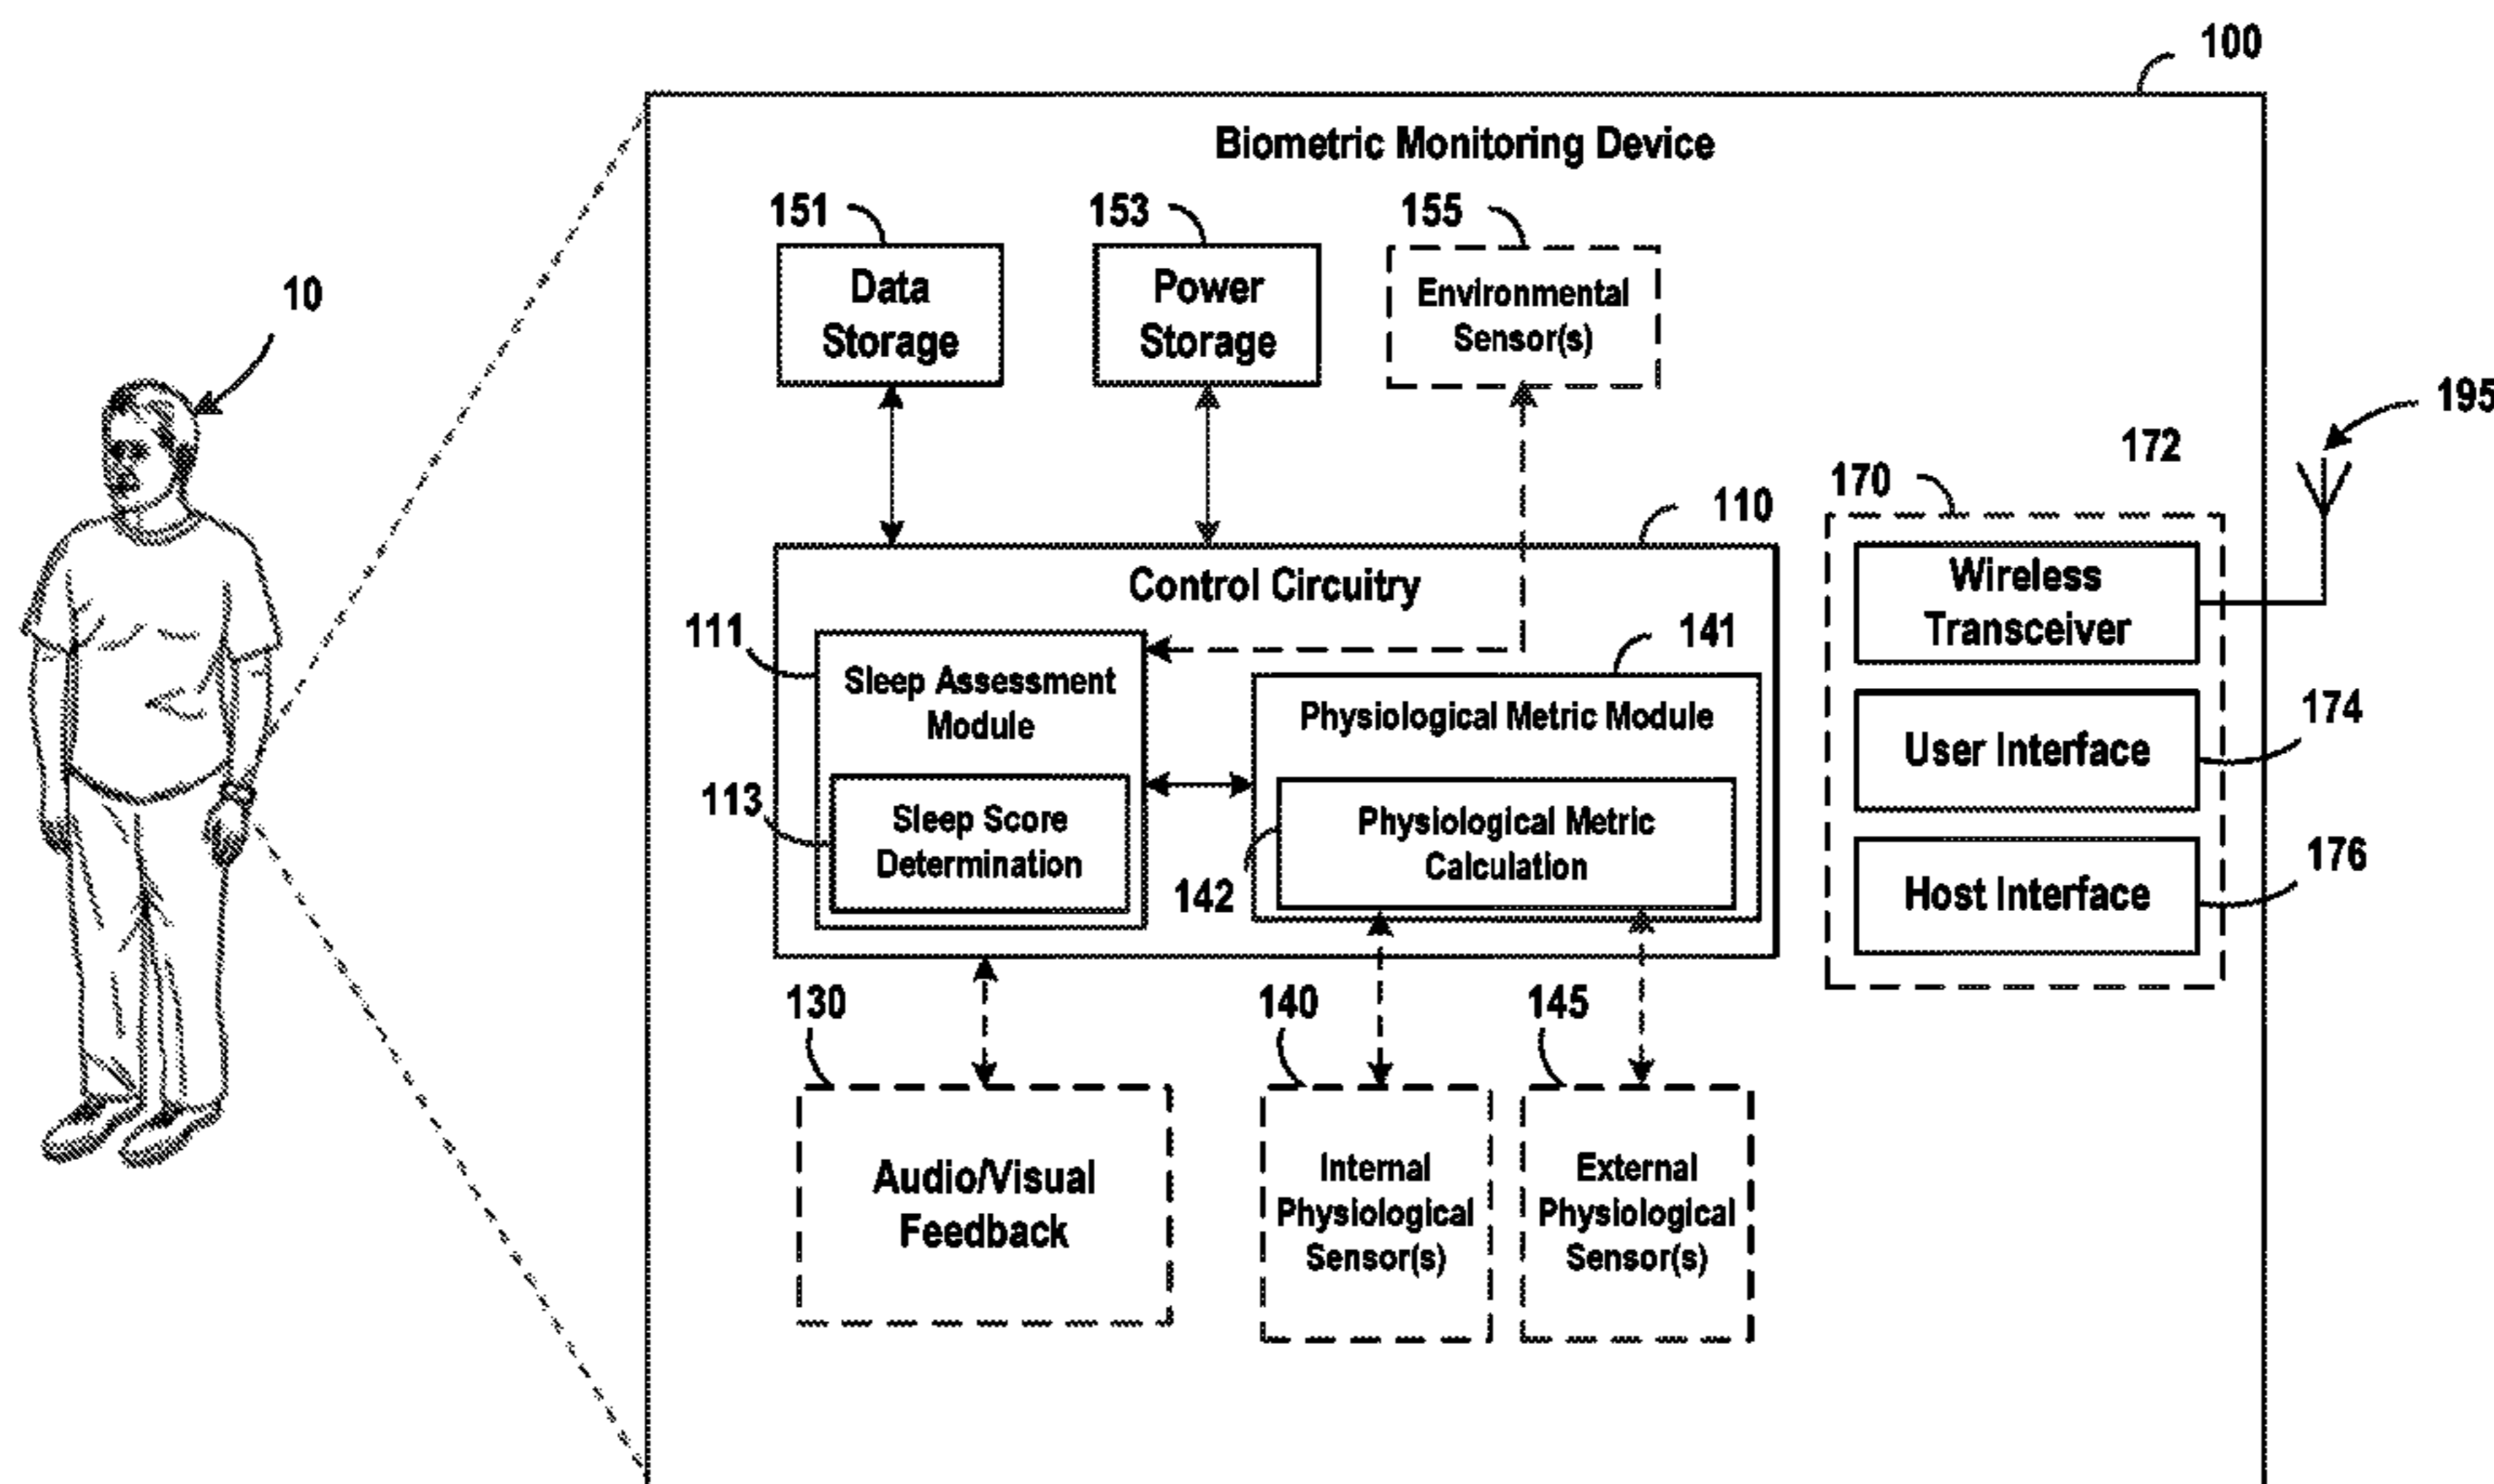 100
Biometric Monitoring Device
151
153
155
Data
Storage
Power
Storage
Environmental
Sensor(s)
10
195
172
170
110
Control Circuitry
Wireless
Transceiver
111
141
Sleep Assessment
Module
Physiological Metric Module
174
User Interface
113
Sleep Score
Determination
Physiological Metric
Calculation
142
176
Host Interface
130
140
145
Audio/Visual
Feedback
Internal
Physiological
Sensor(s)
External
Physiological
Sensor(s)